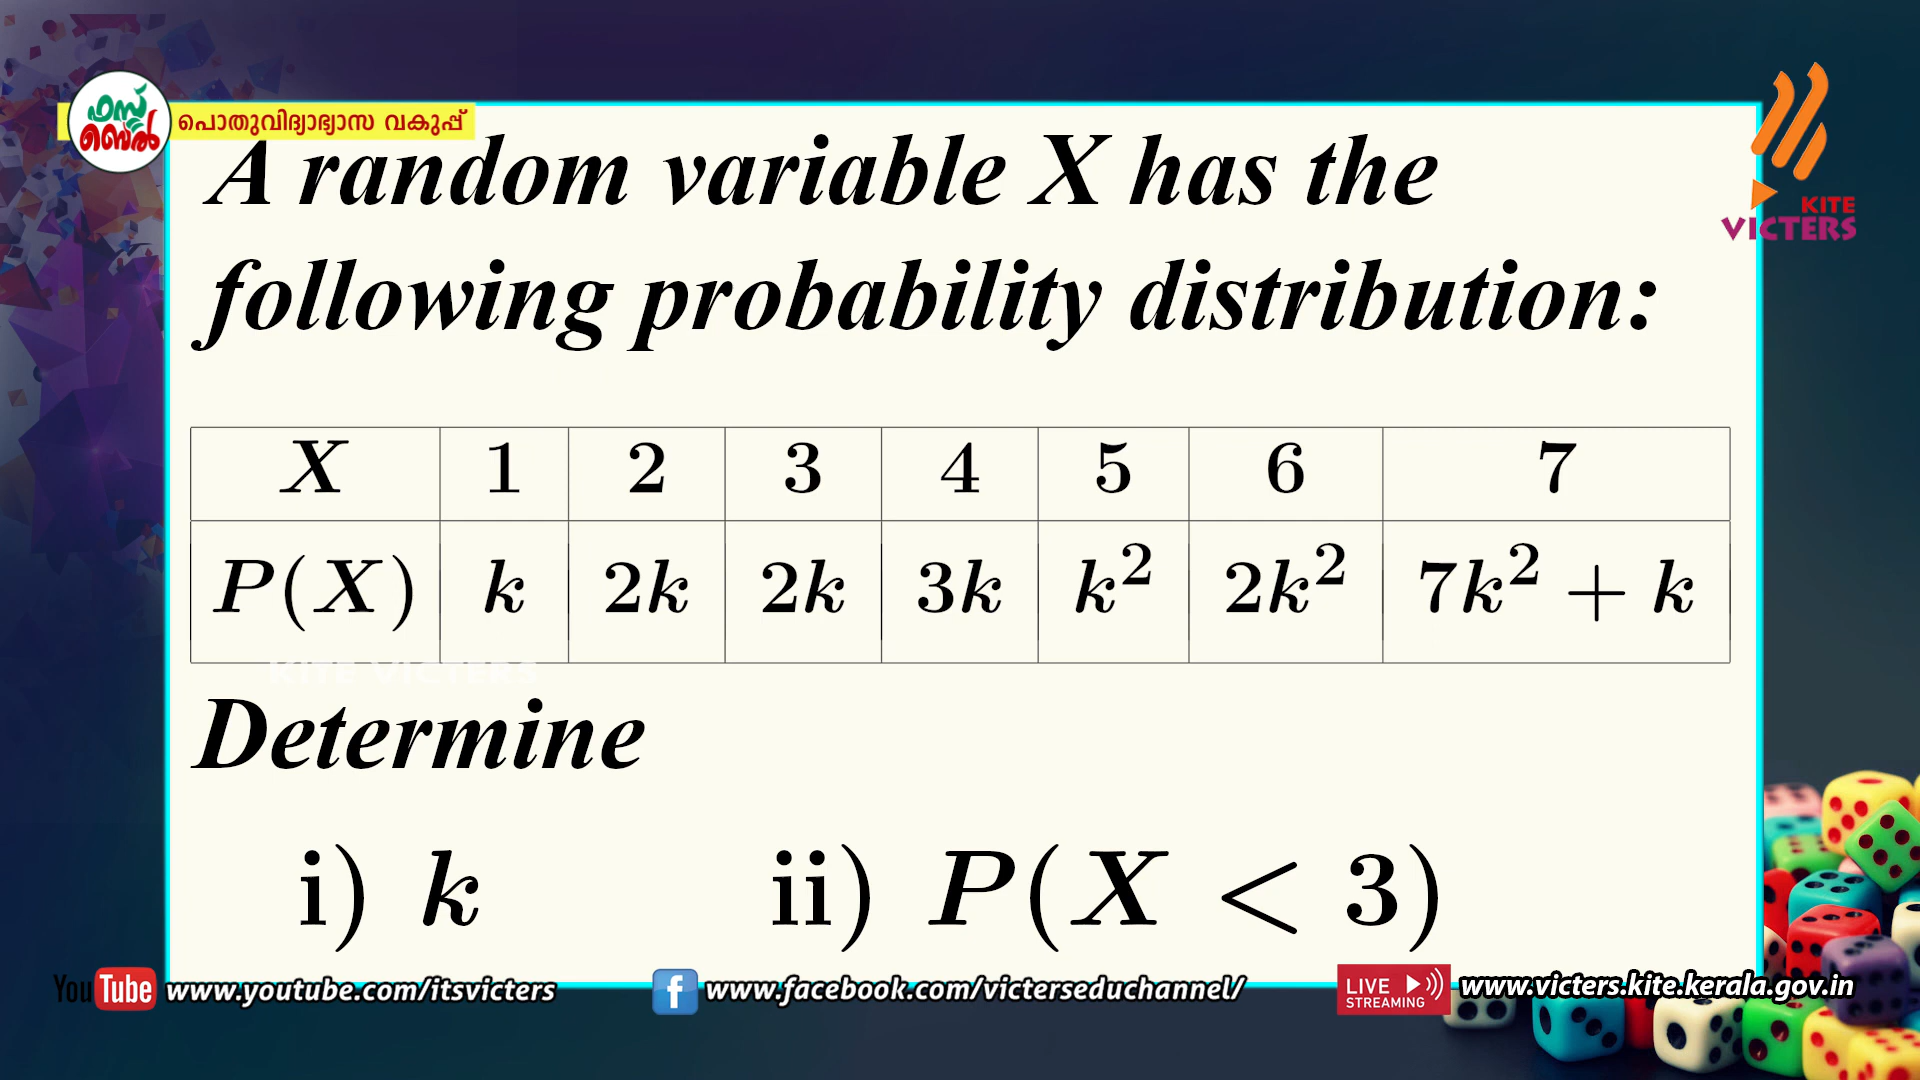 ഫസ്റ്റ്
ബെൽ
പൊതുവിദ്യാഭ്യാസ വകുപ്പ്
KITE
VICTERS
A random variable X has the
following probability distribution:
X 1 2 3 4 5 6 7
P(X) k 2k 2k 3k k² 2k² 7k² + k
KITE VICTERS
Determine
i) k ii) P(X < 3)
YouTube www.youtube.com/itsvicters f www.facebook.com/victerseduchannel/ LIVE STREAMING www.victers.kite.kerala.gov.in